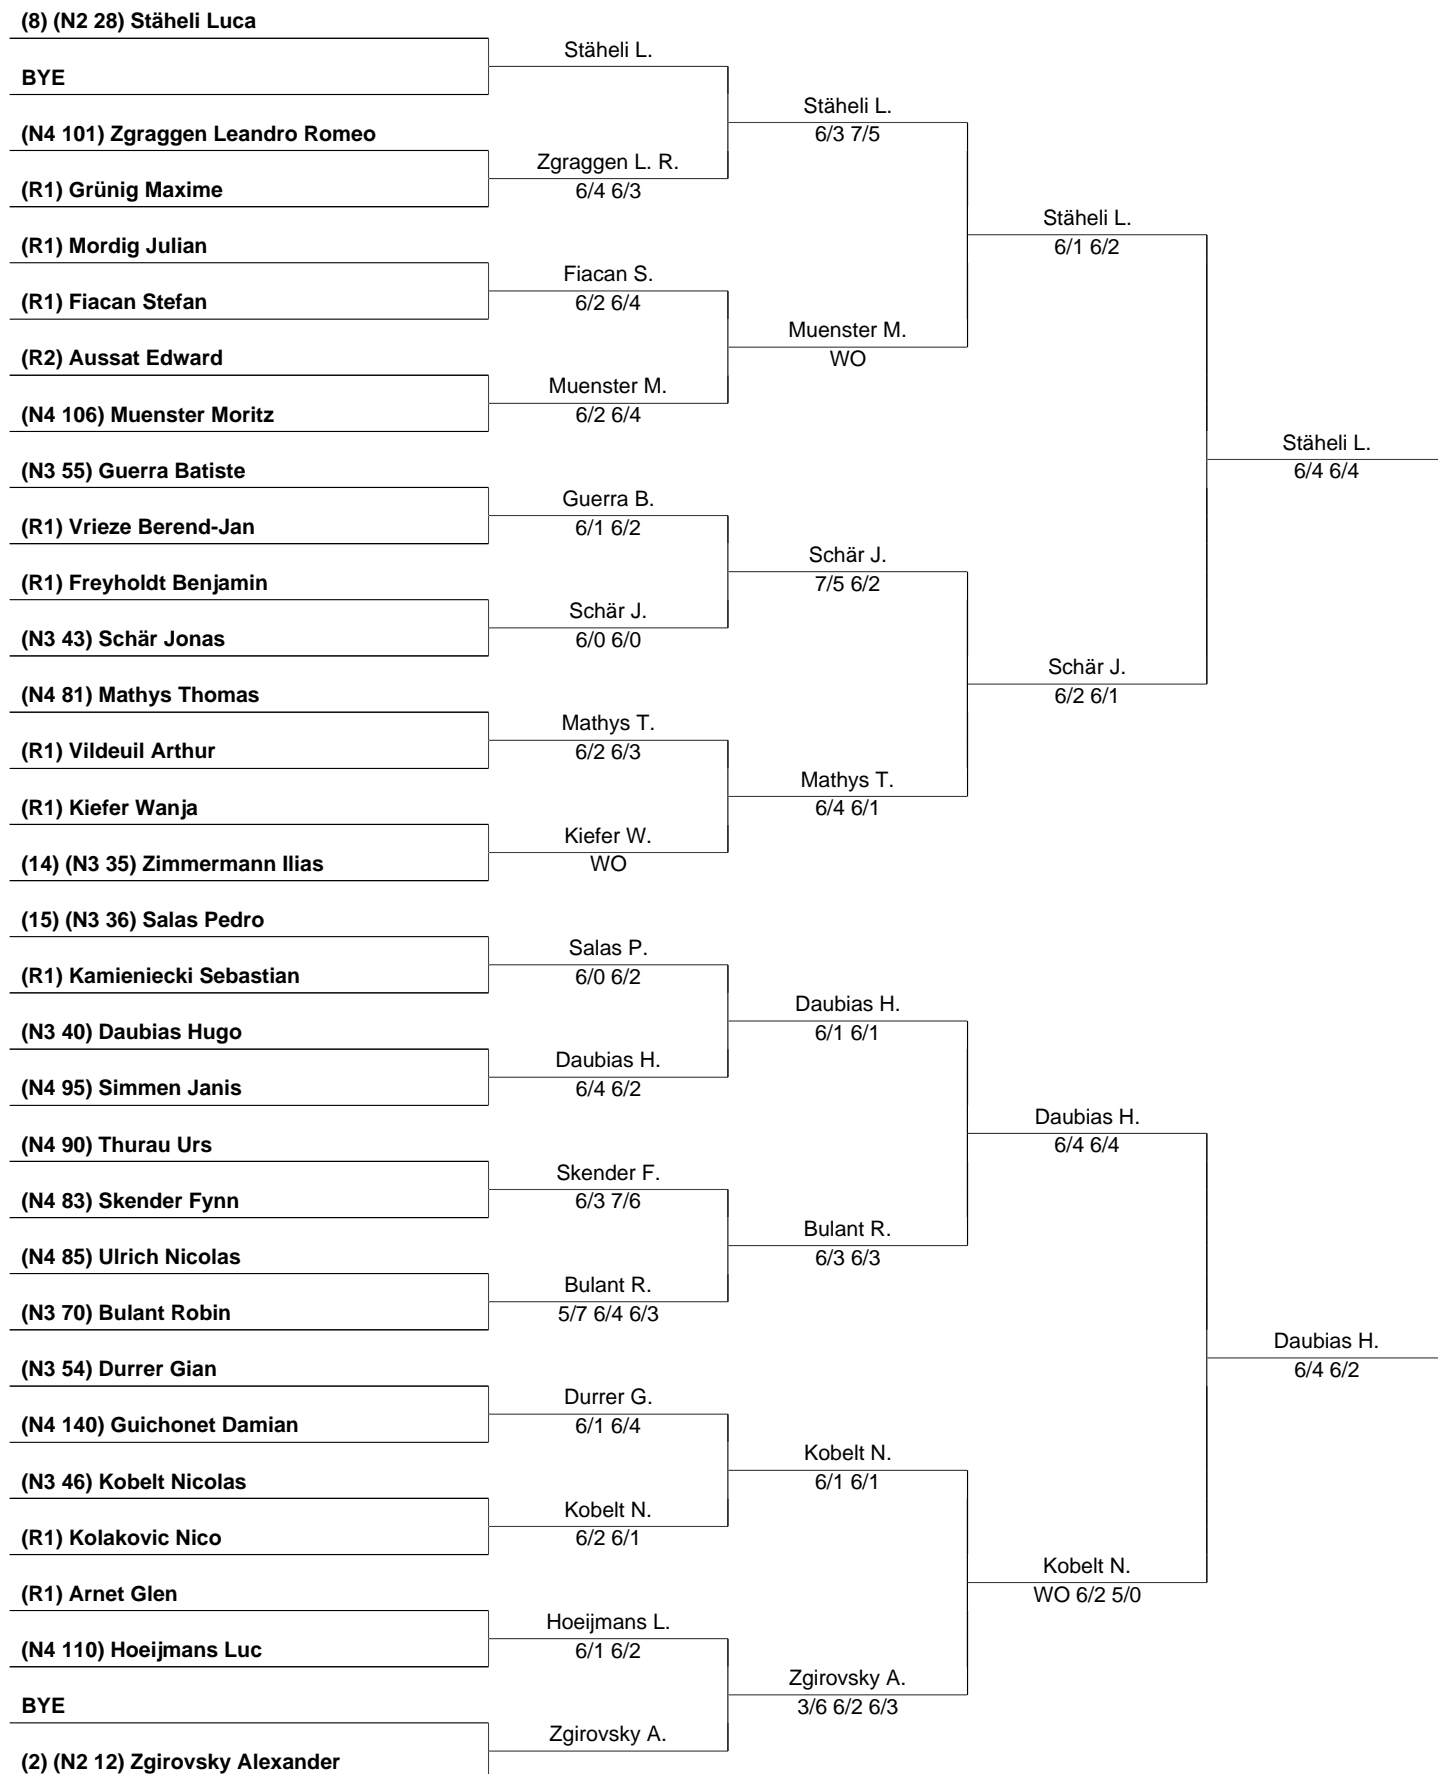 (8) (N2 28) Stäheli Luca
Stäheli L.
BYE
Stäheli L.
6/3 7/5
(N4 101) Zgraggen Leandro Romeo
Zgraggen L. R.
6/4 6/3
(R1) Grünig Maxime
Stäheli L.
6/1 6/2
(R1) Mordig Julian
Fiacan S.
6/2 6/4
(R1) Fiacan Stefan
Muenster M.
WO
(R2) Aussat Edward
Muenster M.
6/2 6/4
(N4 106) Muenster Moritz
Stäheli L.
6/4 6/4
(N3 55) Guerra Batiste
Guerra B.
6/1 6/2
(R1) Vrieze Berend-Jan
Schär J.
7/5 6/2
(R1) Freyholdt Benjamin
Schär J.
6/0 6/0
(N3 43) Schär Jonas
Schär J.
6/2 6/1
(N4 81) Mathys Thomas
Mathys T.
6/2 6/3
(R1) Vildeuil Arthur
Mathys T.
6/4 6/1
(R1) Kiefer Wanja
Kiefer W.
WO
(14) (N3 35) Zimmermann Ilias
(15) (N3 36) Salas Pedro
Salas P.
6/0 6/2
(R1) Kamieniecki Sebastian
Daubias H.
6/1 6/1
(N3 40) Daubias Hugo
Daubias H.
6/4 6/2
(N4 95) Simmen Janis
Daubias H.
6/4 6/4
(N4 90) Thurau Urs
Skender F.
6/3 7/6
(N4 83) Skender Fynn
Bulant R.
6/3 6/3
(N4 85) Ulrich Nicolas
Bulant R.
5/7 6/4 6/3
(N3 70) Bulant Robin
Daubias H.
6/4 6/2
(N3 54) Durrer Gian
Durrer G.
6/1 6/4
(N4 140) Guichonet Damian
Kobelt N.
6/1 6/1
(N3 46) Kobelt Nicolas
Kobelt N.
6/2 6/1
(R1) Kolakovic Nico
Kobelt N.
WO 6/2 5/0
(R1) Arnet Glen
Hoeijmans L.
6/1 6/2
(N4 110) Hoeijmans Luc
Zgirovsky A.
3/6 6/2 6/3
BYE
Zgirovsky A.
(2) (N2 12) Zgirovsky Alexander